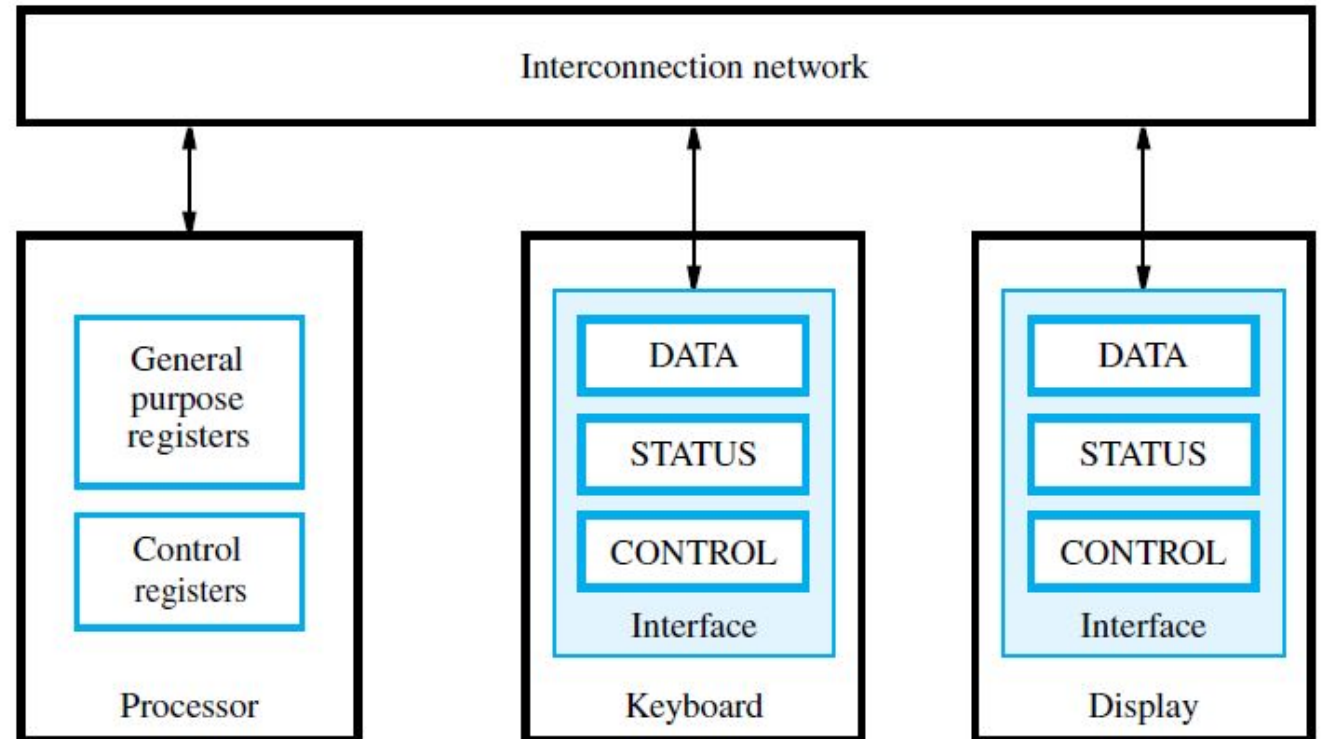 Interconnection network
General
purpose
registers
Control
registers
Processor
DATA
STATUS
CONTROL
Interface
Keyboard
DATA
STATUS
CONTROL
Interface
Display